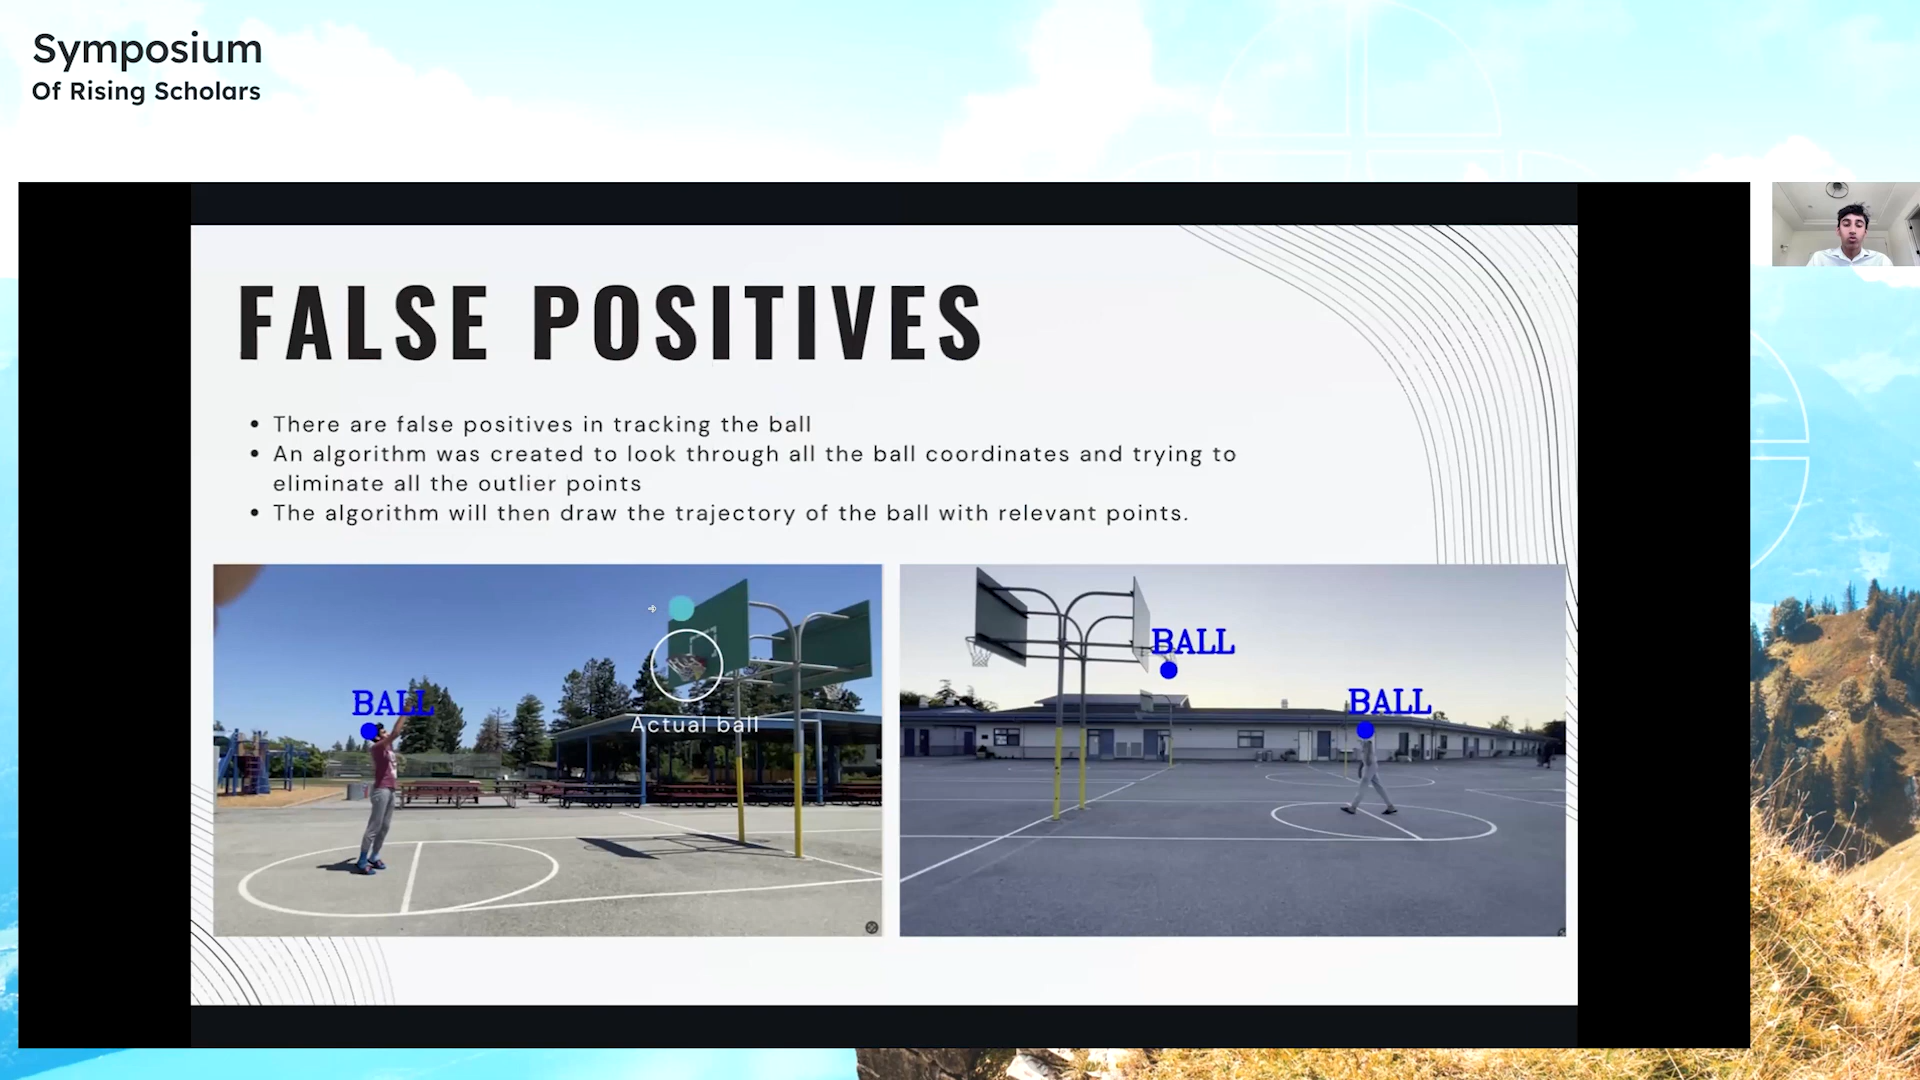 Symposium
Of Rising Scholars
FALSE POSITIVES
• There are false positives in tracking the ball
• An algorithm was created to look through all the ball coordinates and trying to
eliminate all the outlier points
• The algorithm will then draw the trajectory of the ball with relevant points.
BALL
Actual ball
BALL
BALL